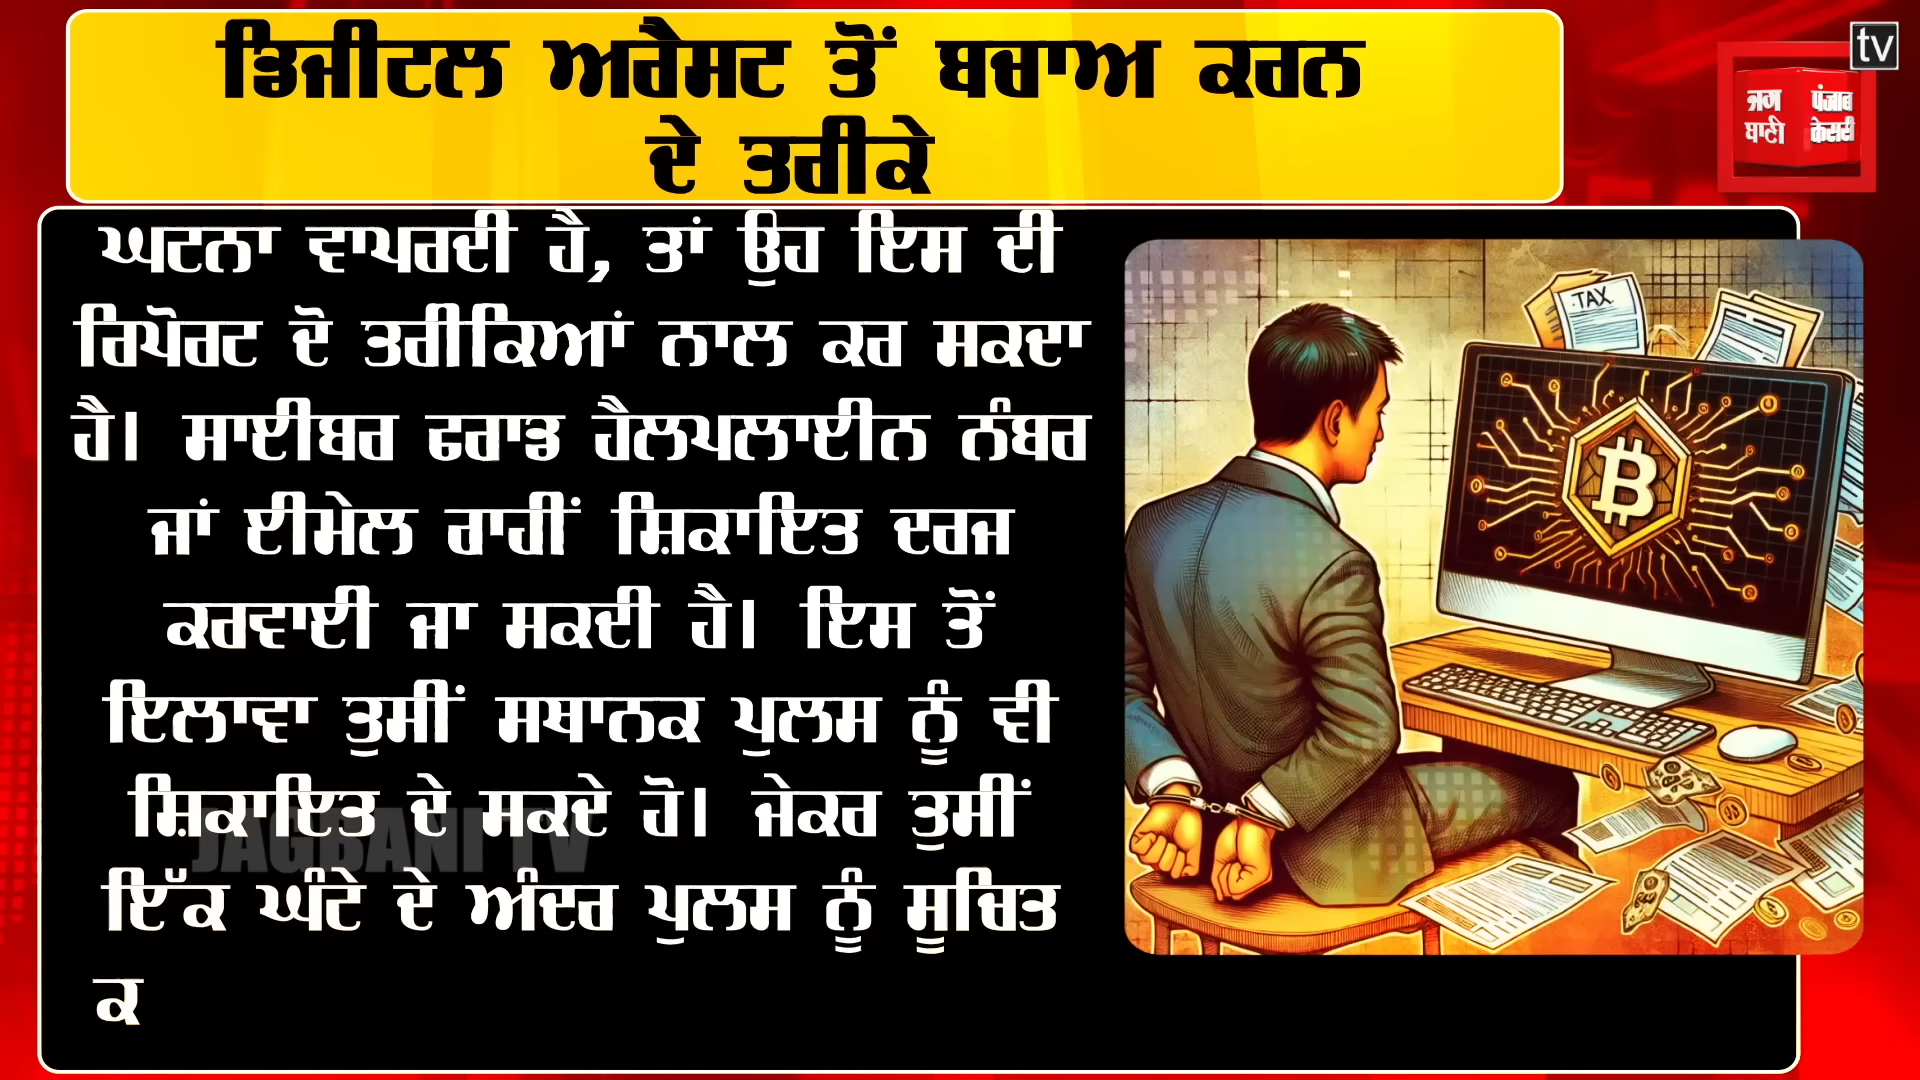 ਡਿਜੀਟਲ ਅਰੈਸਟ ਤੋਂ ਬਚਾਅ ਕਰਨ
ਦੇ ਤਰੀਕੇ
tv
ਜਗ ਬਾਣੀ
ਪੰਜਾਬ केसरी
ਘਟਨਾ ਵਾਪਰਦੀ ਹੈ, ਤਾਂ ਉਹ ਇਸ ਦੀ
ਰਿਪੋਰਟ ਦੋ ਤਰੀਕਿਆਂ ਨਾਲ ਕਰ ਸਕਦਾ
ਹੈ। ਸਾਈਬਰ ਫਰਾਡ ਹੈਲਪਲਾਈਨ ਨੰਬਰ
ਜਾਂ ਈਮੇਲ ਰਾਹੀਂ ਸ਼ਿਕਾਇਤ ਦਰਜ
ਕਰਵਾਈ ਜਾ ਸਕਦੀ ਹੈ। ਇਸ ਤੋਂ
ਇਲਾਵਾ ਤੁਸੀਂ ਸਥਾਨਕ ਪੁਲਸ ਨੂੰ ਵੀ
ਸ਼ਿਕਾਇਤ ਦੇ ਸਕਦੇ ਹੋ। ਜੇਕਰ ਤੁਸੀਂ
ਇੱਕ ਘੰਟੇ ਦੇ ਅੰਦਰ ਪੁਲਸ ਨੂੰ ਸੂਚਿਤ
ਕ
JAGBANI TV
TAX